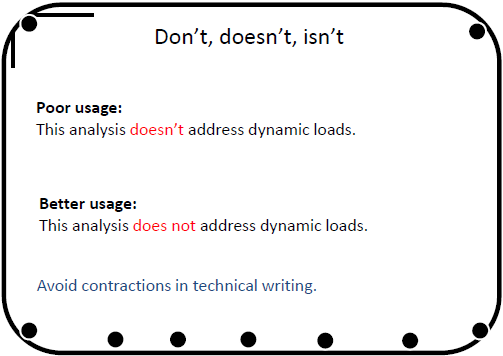 Don’t, doesn’t, isn’t
Poor usage:
This analysis doesn’t address dynamic loads.
Better usage:
This analysis does not address dynamic loads.
Avoid contractions in technical writing.